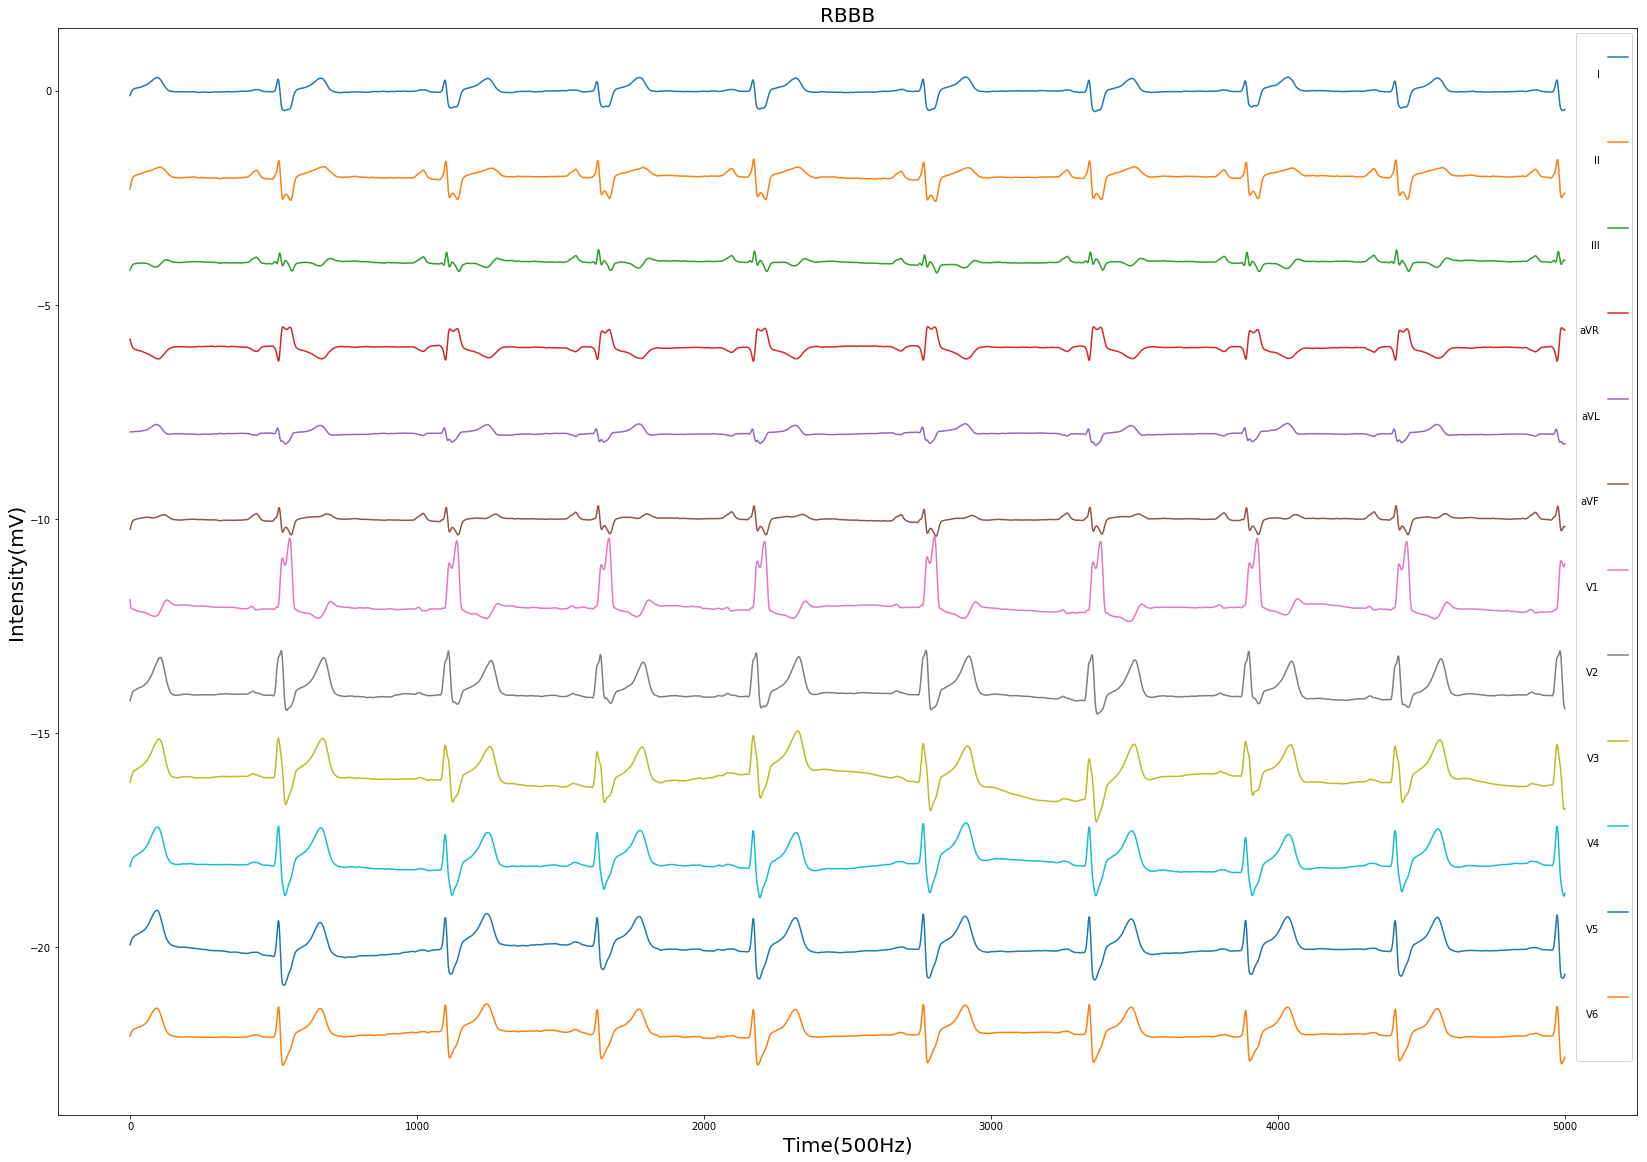 RBBB
I
II
III
aVR
aVL
aVF
V1
V2
V3
V4
V5
V6
0
−5
−10
−15
−20
Intensity(mV)
0 1000 2000 3000 4000 5000
Time(500Hz)